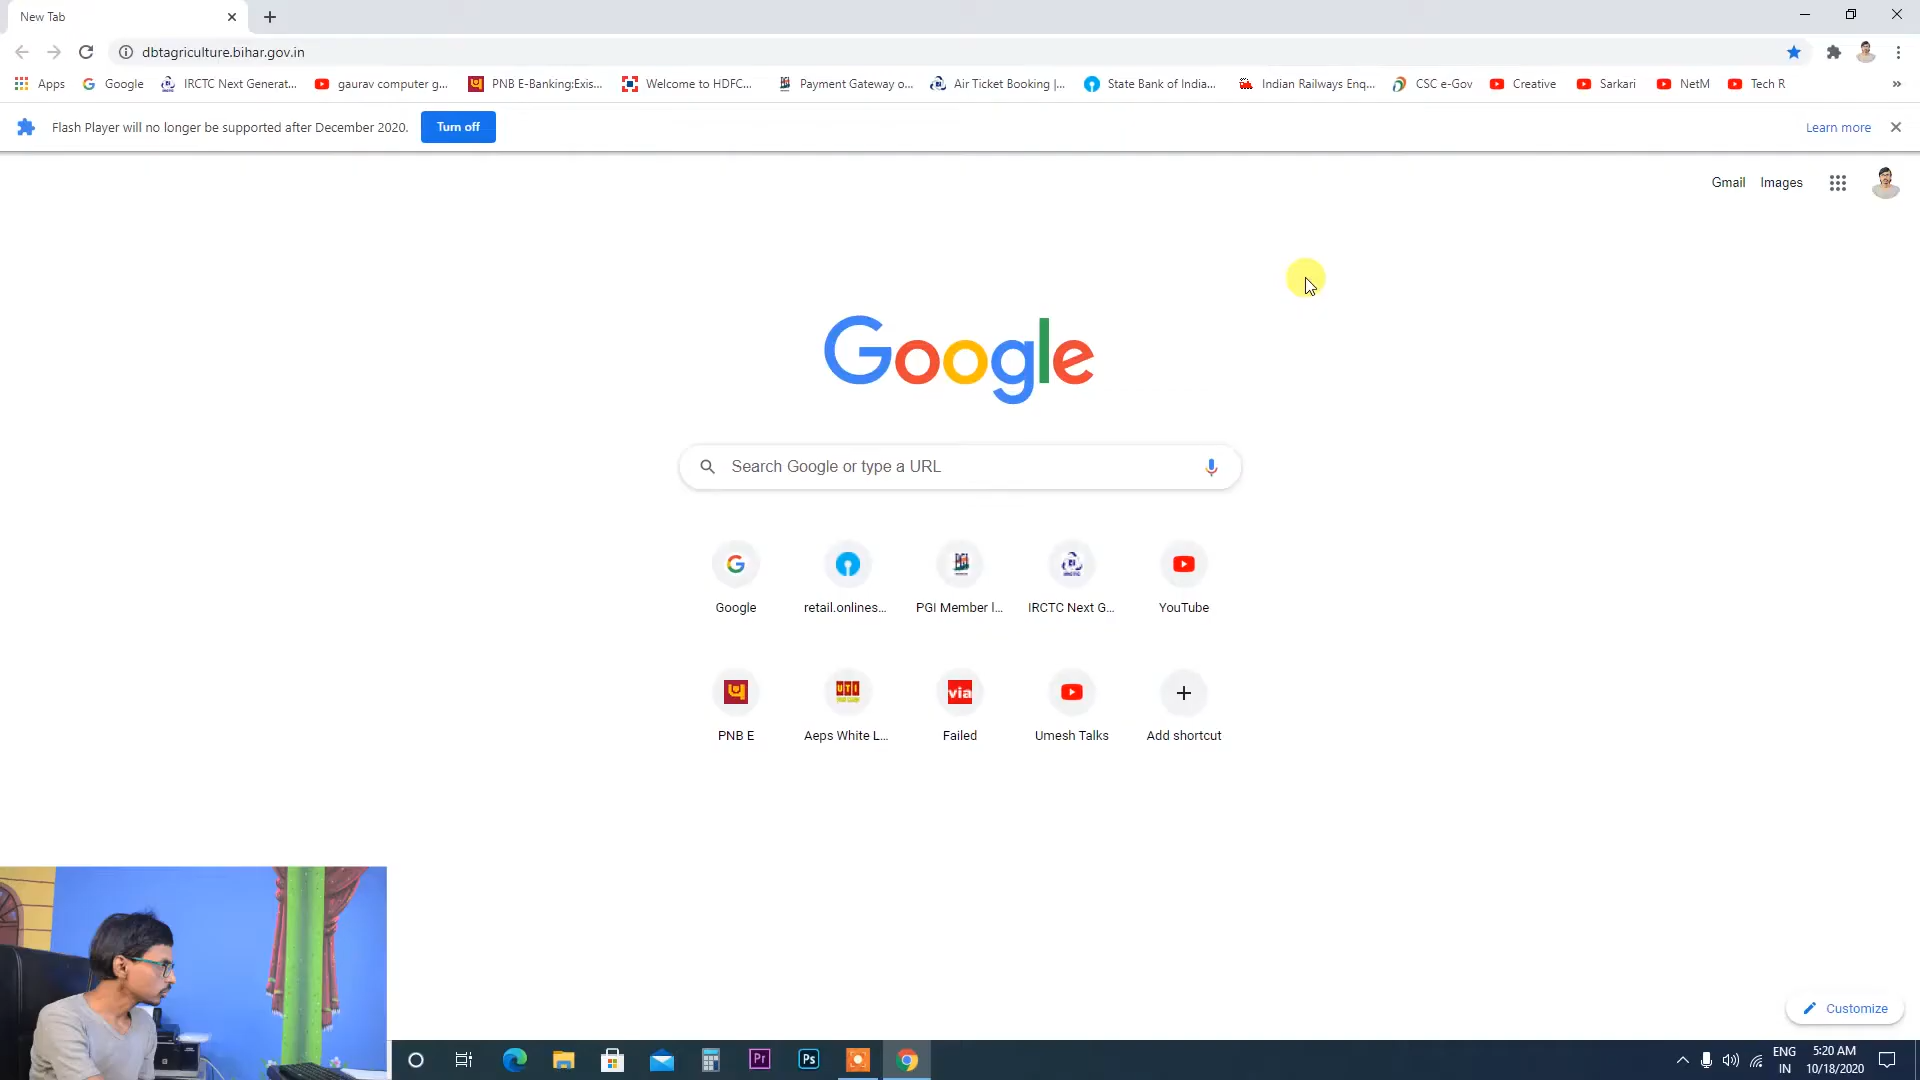 New Tab
dbtagriculture.bihar.gov.in
Apps Google IRCTC Next Generat... gaurav computer g... PNB E-Banking:Exis... Welcome to HDFC... Payment Gateway o... Air Ticket Booking |... State Bank of India... Indian Railways Enq... CSC e-Gov Creative Sarkari NetM Tech R »
Flash Player will no longer be supported after December 2020. Turn off Learn more
Gmail Images
Google
Search Google or type a URL
Google retail.onlines... PGI Member l... IRCTC Next G... YouTube
UTI via
PNB E Aeps White L... Failed Umesh Talks Add shortcut
Customize
Pr Ps
ENG 5:20 AM
IN 10/18/2020